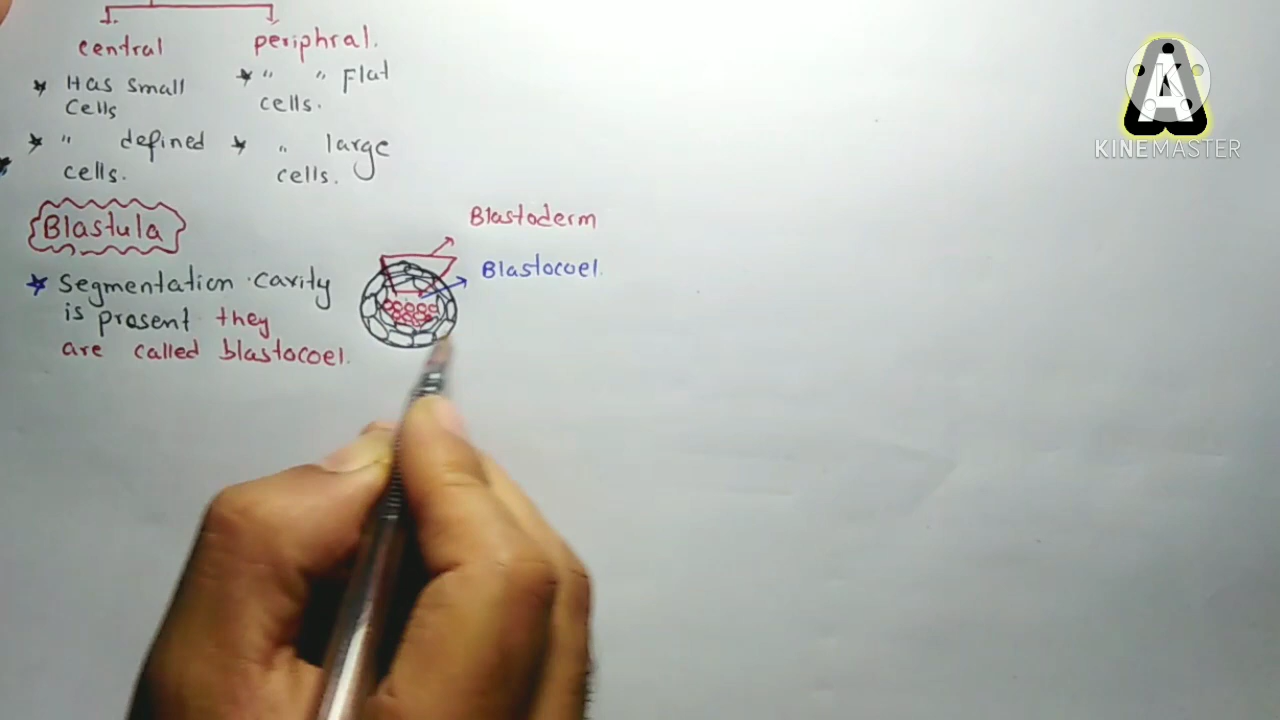 central
periphral.
* Has small
cells
* " " Flat
cells.
* " defined
cells.
* " large
cells.
Blastula
* Segmentation cavity
is present they
are called blastocoel.
Blastoderm
Blastocoel.
AK
KINEMASTER